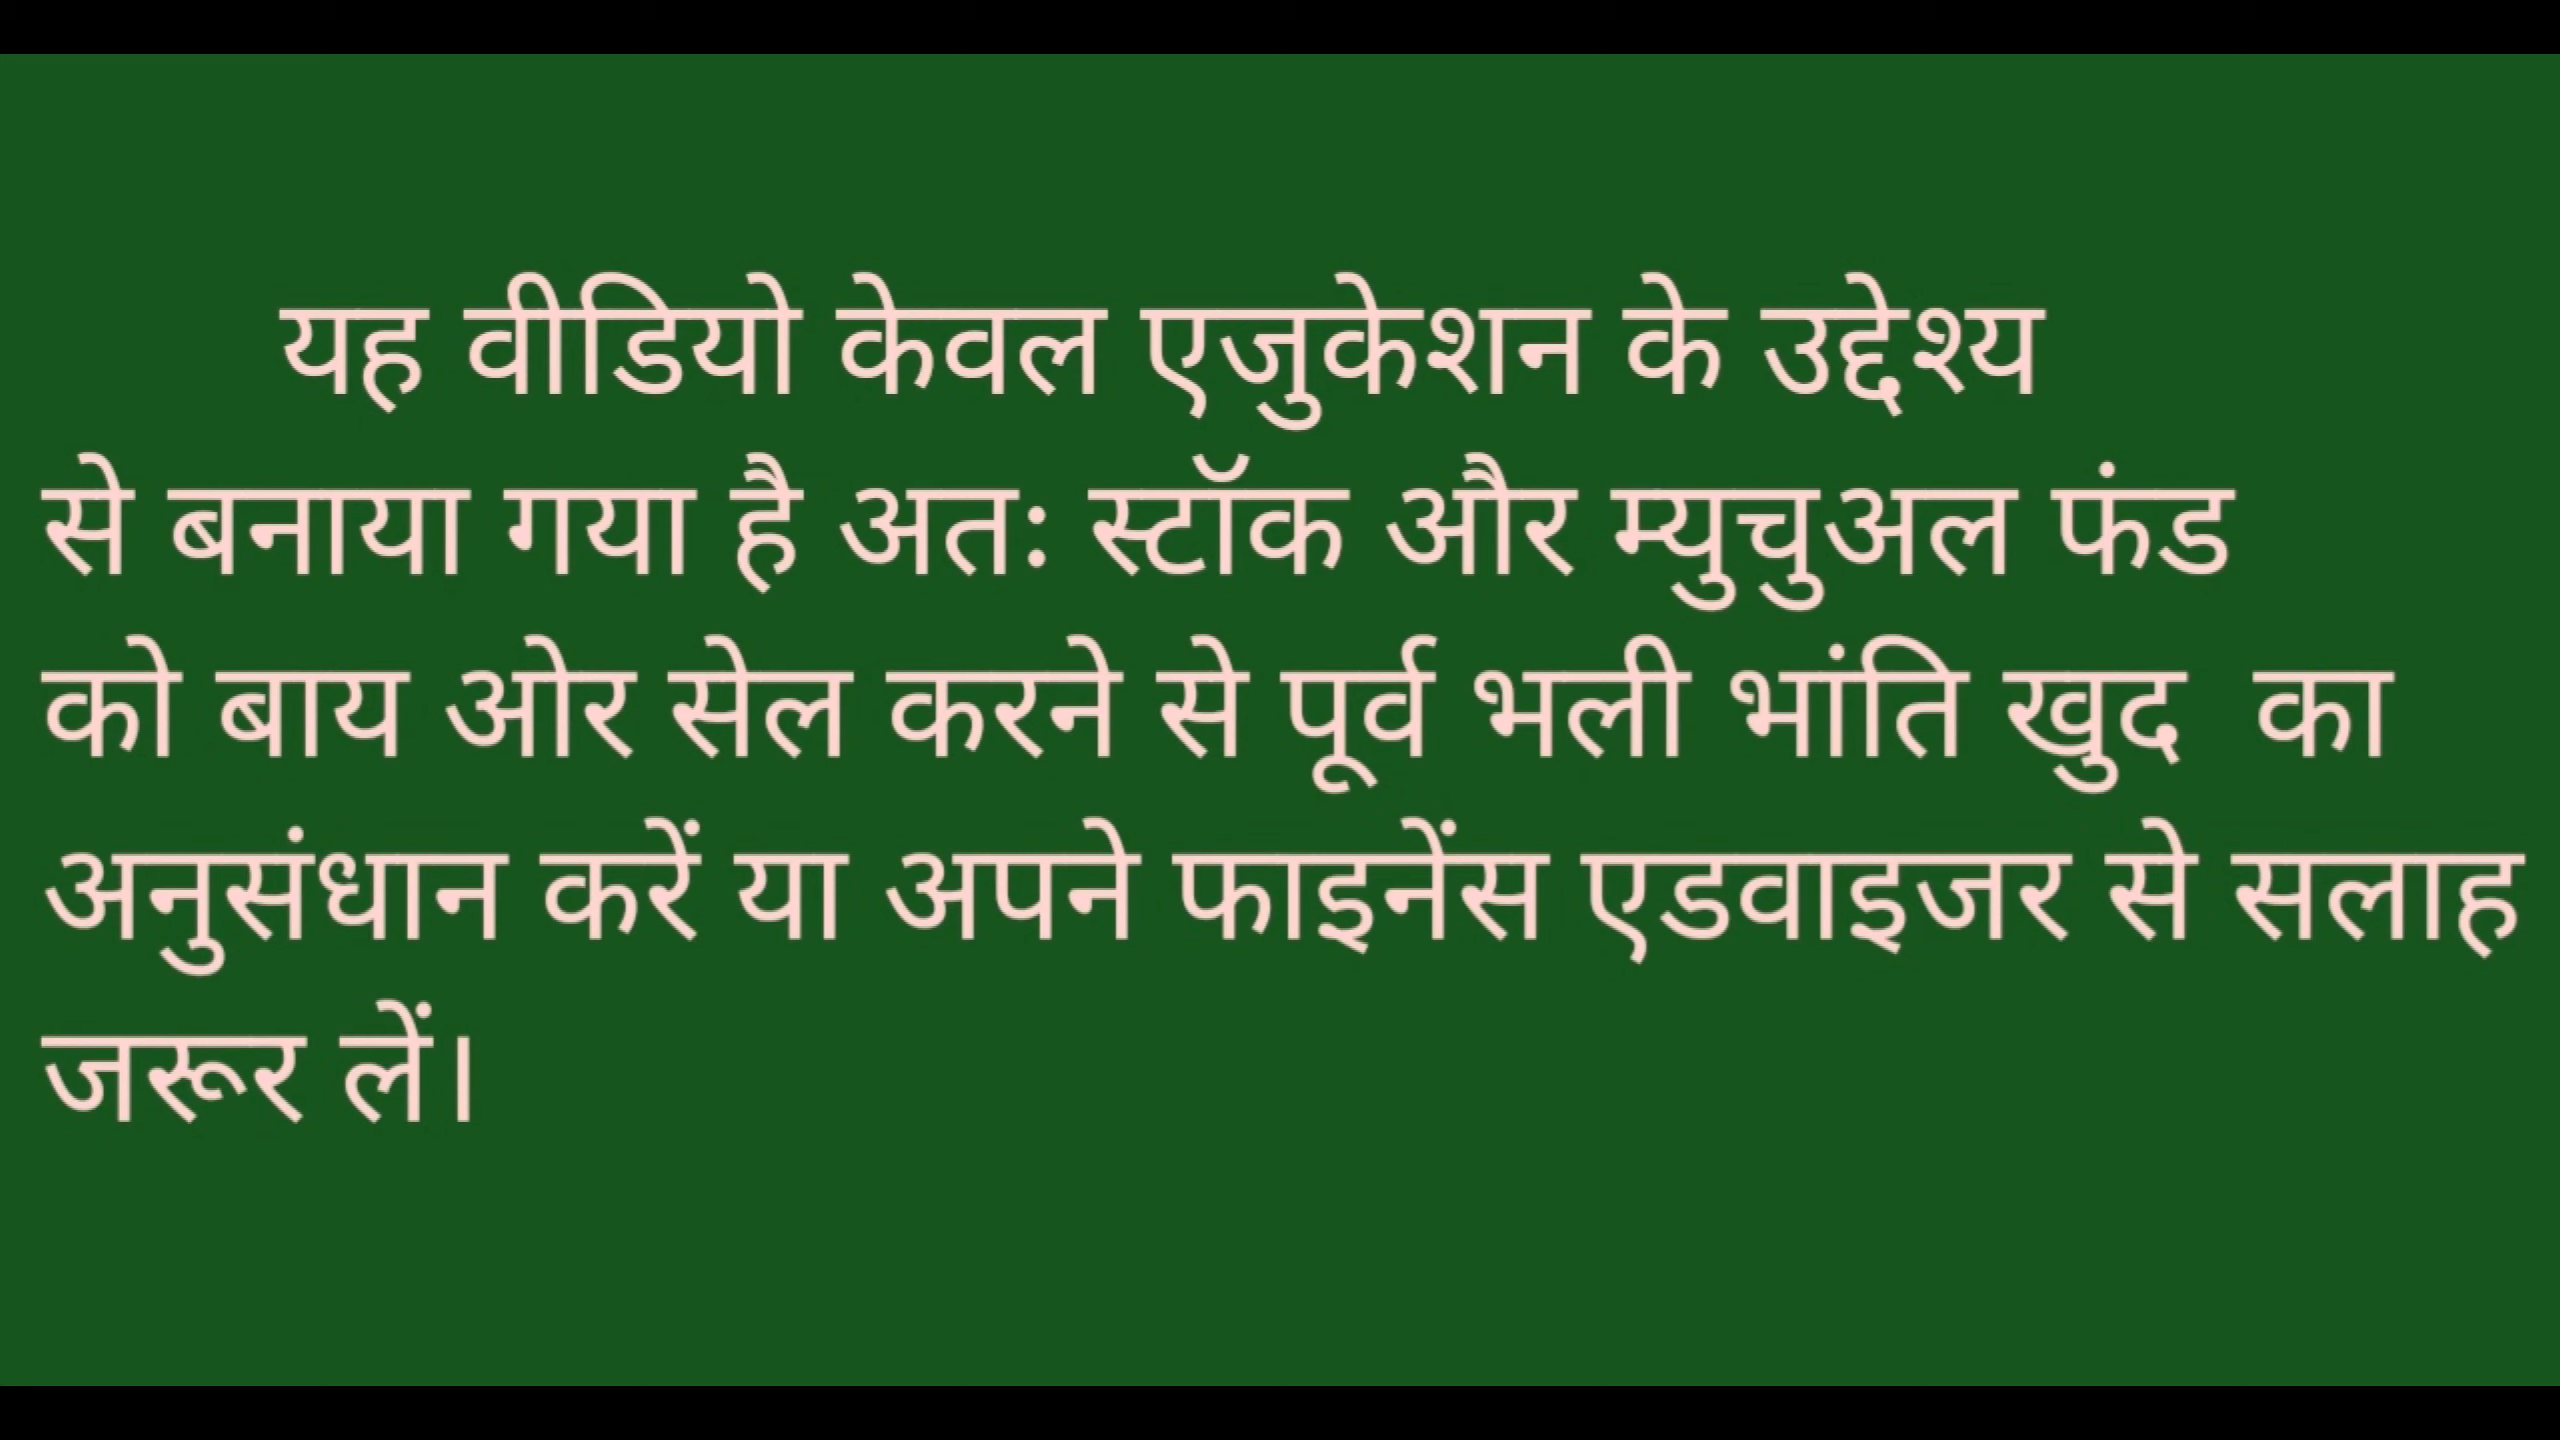 यह वीडियो केवल एजुकेशन के उद्देश्य
से बनाया गया है अतः स्टॉक और म्युचुअल फंड
को बाय ओर सेल करने से पूर्व भली भांति खुद का
अनुसंधान करें या अपने फाइनेंस एडवाइजर से सलाह
जरूर लें।